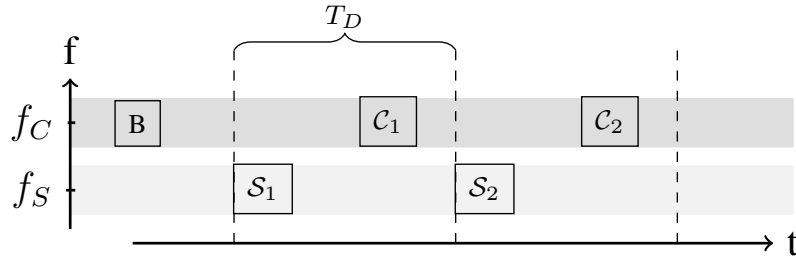 T_D
f
f_C B 𝒞_1 𝒞_2
f_S 𝒮_1 𝒮_2
t